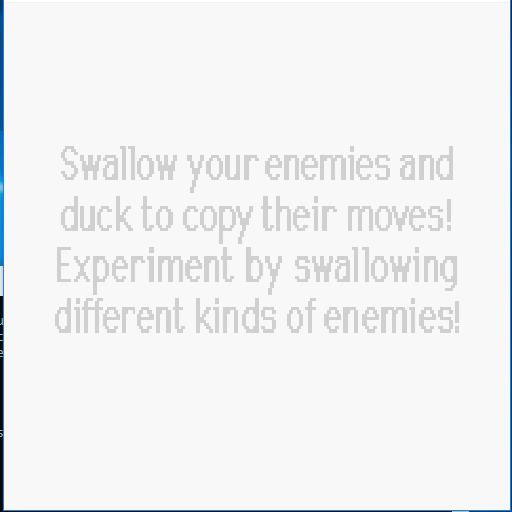 Swallow your enemies and
duck to copy their moves!
Experiment by swallowing
different kinds of enemies!